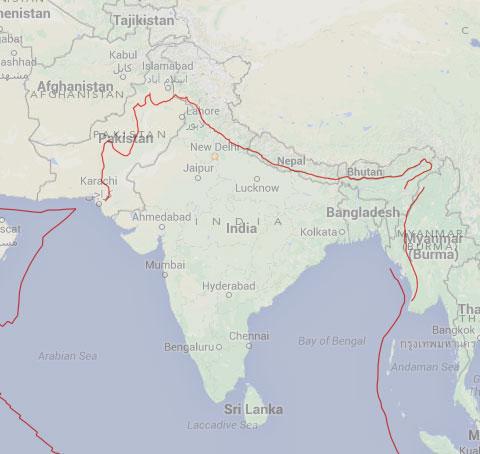 enistan
Tajikistan
Kabul
کابل
Islamabad
اسلام آباد
Afghanistan
AFGHANISTAN
Lahore
لاہور
PAKISTAN
Pakistan
New Delhi
Nepal
Bhutan
Jaipur
Lucknow
Karachi
کراچی
Bangladesh
Ahmedabad
INDIA
India
Kolkata
MYANMAR
(BURMA)
Myanmar
(Burma)
scat
Mumbai
Hyderabad
Arabian Sea
Bengaluru
Chennai
Bay of Bengal
Tha
Bangkok
กรุงเทพมหานคร
Andaman Sea
Sri Lanka
Laccadive Sea
M
C